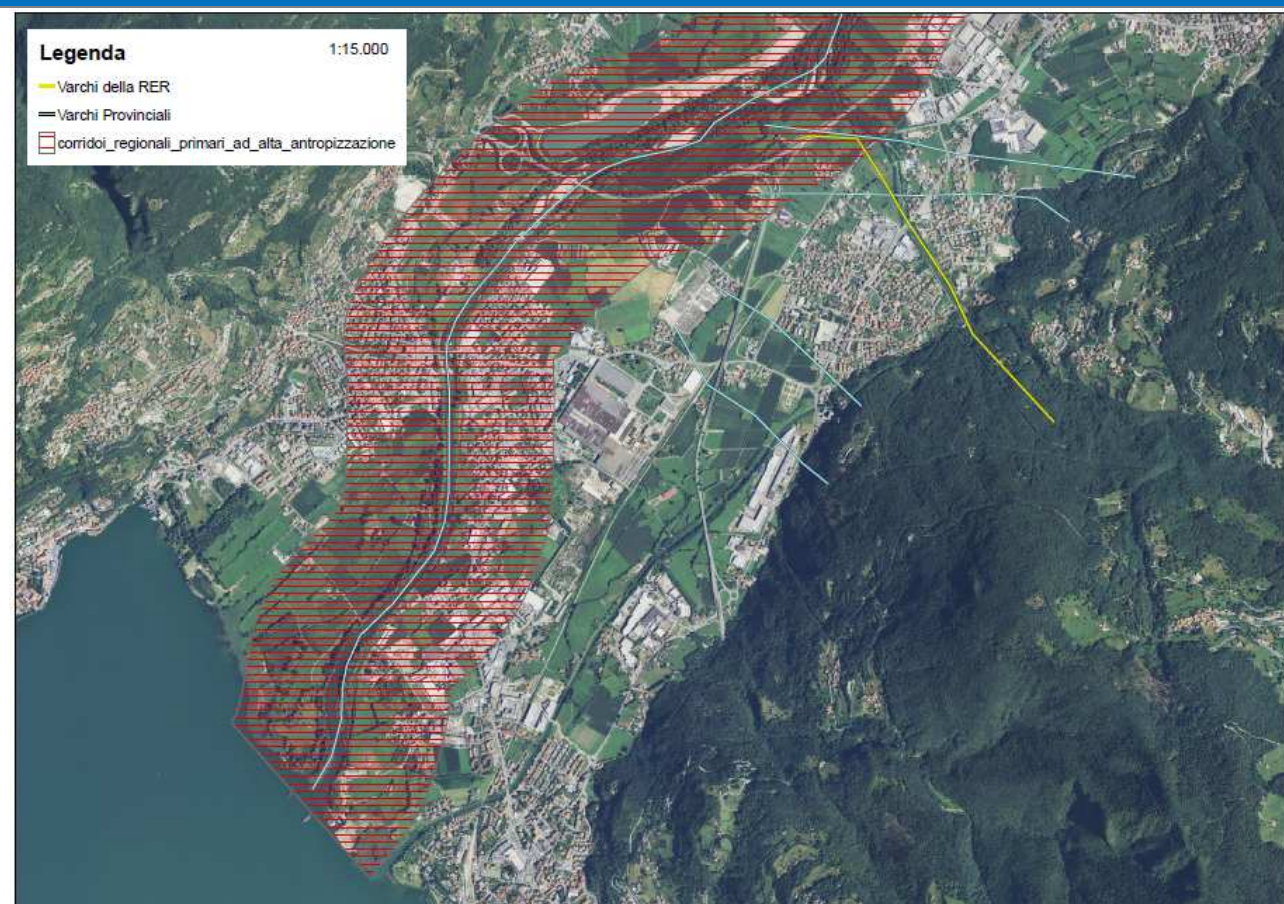 Legenda
1:15.000
Varchi della RER
Varchi Provinciali
corridoi_regionali_primari_ad_alta_antropizzazione